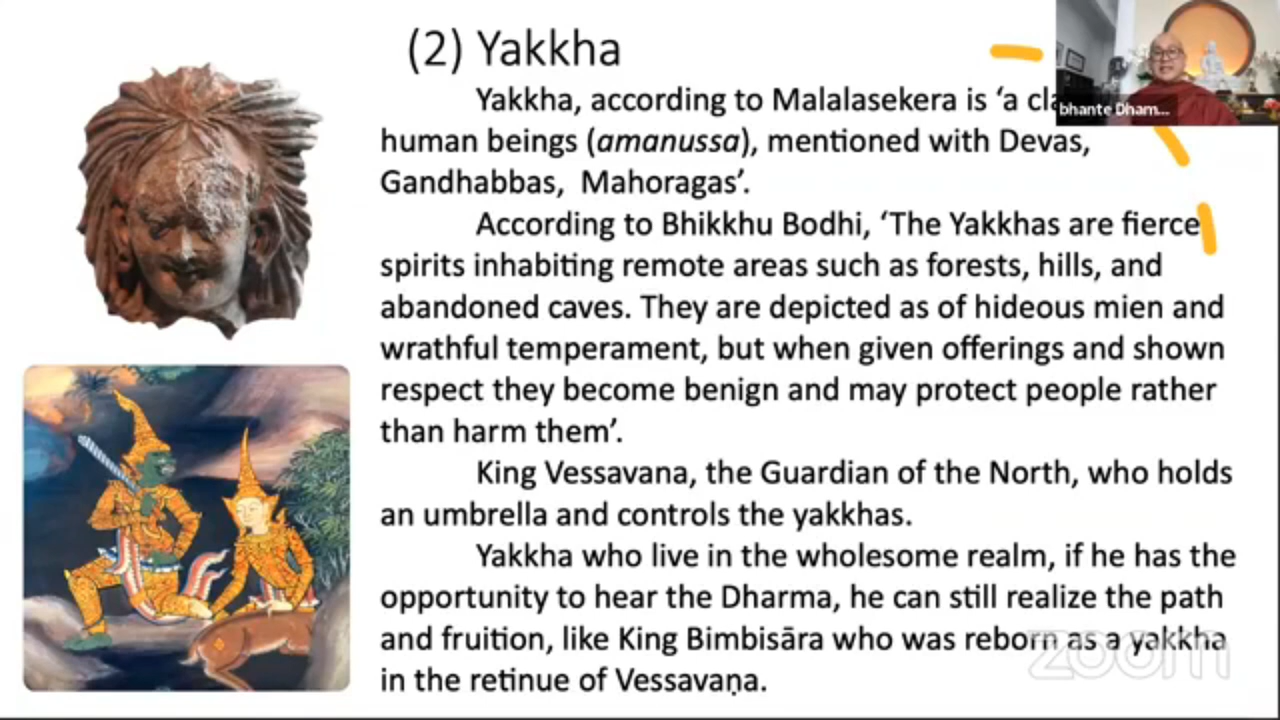 (2) Yakkha
Yakkha, according to Malalasekera is ‘a cla
human beings (amanussa), mentioned with Devas,
Gandhabbas, Mahoragas’.
According to Bhikkhu Bodhi, ‘The Yakkhas are fierce
spirits inhabiting remote areas such as forests, hills, and
abandoned caves. They are depicted as of hideous mien and
wrathful temperament, but when given offerings and shown
respect they become benign and may protect people rather
than harm them’.
King Vessavana, the Guardian of the North, who holds
an umbrella and controls the yakkhas.
Yakkha who live in the wholesome realm, if he has the
opportunity to hear the Dharma, he can still realize the path
and fruition, like King Bimbisāra who was reborn as a yakkha
in the retinue of Vessavaṇa.
bhante Dham...
zoom